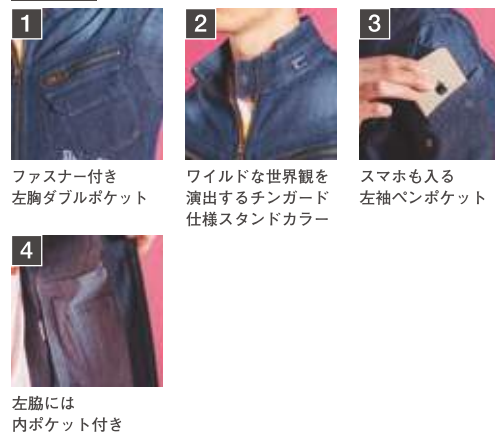 1
ファスナー付き
左胸ダブルポケット
2
ワイルドな世界観を
演出するチンガード
仕様スタンドカラー
3
スマホも入る
左袖ペンポケット
4
左脇には
内ポケット付き